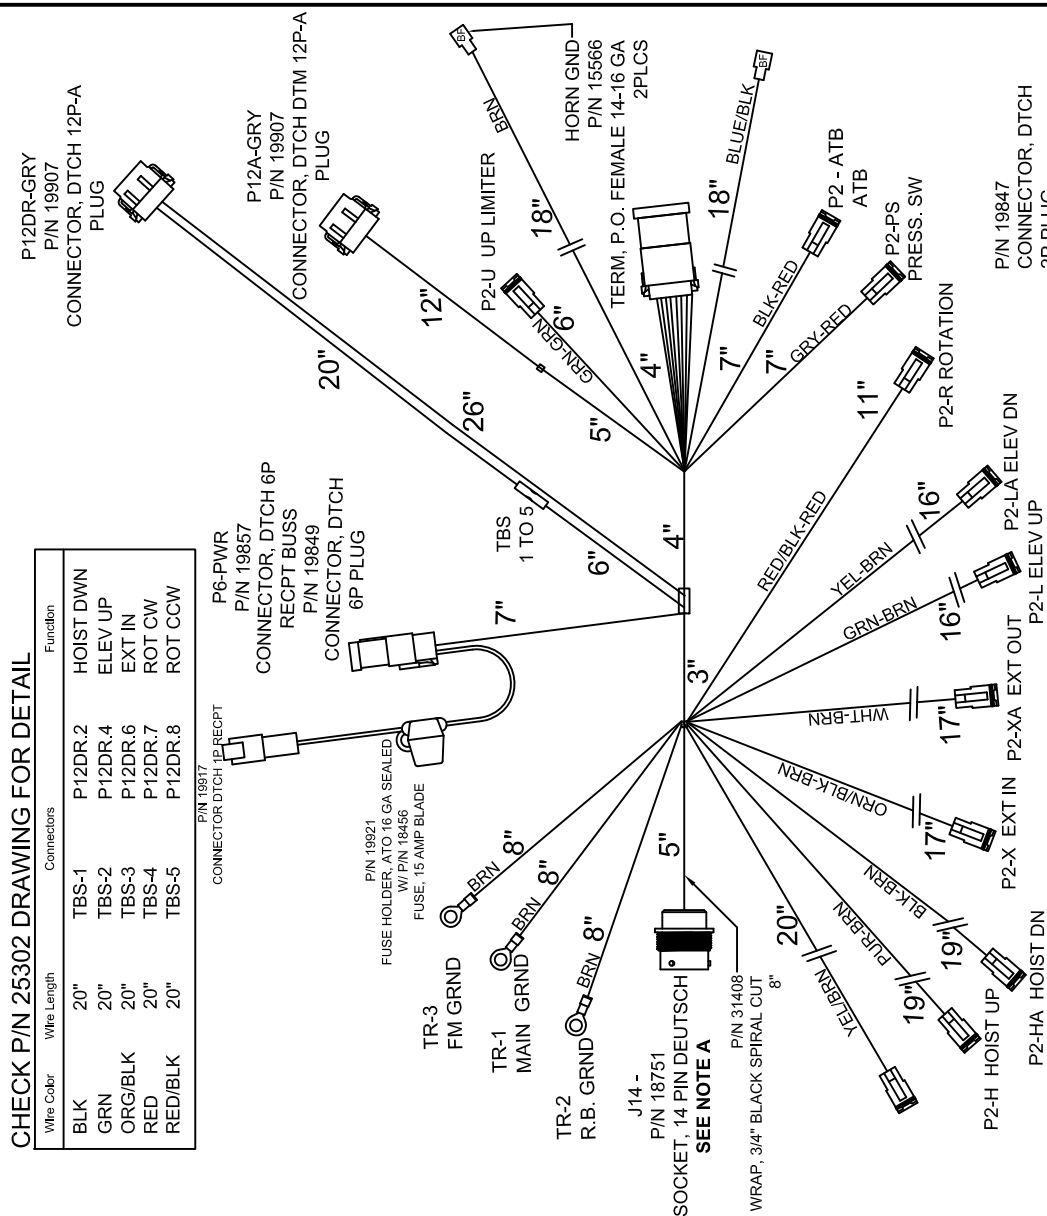 CHECK P/N 25302 DRAWING FOR DETAIL
Wire Color Wire Length Connectors Function
BLK 20" TBS-1 P12DR.2 HOIST DWN
GRN 20" TBS-2 P12DR.4 ELEV UP
ORG/BLK 20" TBS-3 P12DR.6 EXT IN
RED 20" TBS-4 P12DR.7 ROT CW
RED/BLK 20" TBS-5 P12DR.8 ROT CCW
P12DR-GRY
P/N 19907
CONNECTOR, DTCH 12P-A
PLUG
P12A-GRY
P/N 19907
CONNECTOR, DTCH DTM 12P-A
PLUG
20"
12"
26"
5"
TBS
1 TO 5
6"
P6-PWR
P/N 19857
CONNECTOR, DTCH 6P
RECPT BUSS
P/N 19849
CONNECTOR, DTCH
6P PLUG
7"
P/N 19917
CONNECTOR DTCH 1P RECPT
P/N 19921
FUSE HOLDER, ATO 16 GA SEALED
W/ P/N 18456
FUSE, 15 AMP BLADE
P2-U UP LIMITER
6"
GRN-GRN
BRN
18"
BF
HORN GND
P/N 15566
TERM, P.O. FEMALE 14-16 GA
2PLCS
4"
BF
BLUE/BLK
18"
P2 - ATB
ATB
BLK-RED
7"
P2-PS
PRESS. SW
GRY-RED
7"
P/N 19847
CONNECTOR, DTCH
4"
3"
5"
TR-3
FM GRND
BRN
8"
TR-1
MAIN GRND
BRN
8"
TR-2
R.B. GRND
BRN
8"
J14 -
P/N 18751
SOCKET, 14 PIN DEUTSCH
SEE NOTE A
P/N 31408
WRAP, 3/4" BLACK SPIRAL CUT
8"
RED/BLK-RED
11"
P2-R ROTATION
YEL-BRN
16"
P2-LA ELEV DN
GRN-BRN
16"
P2-L ELEV UP
WHT-BRN
17"
P2-XA EXT OUT
ORN/BLK-BRN
17"
P2-X EXT IN
BLK-BRN
19"
P2-HA HOIST DN
PUR-BRN
19"
P2-H HOIST UP
YEL/BRN
20"